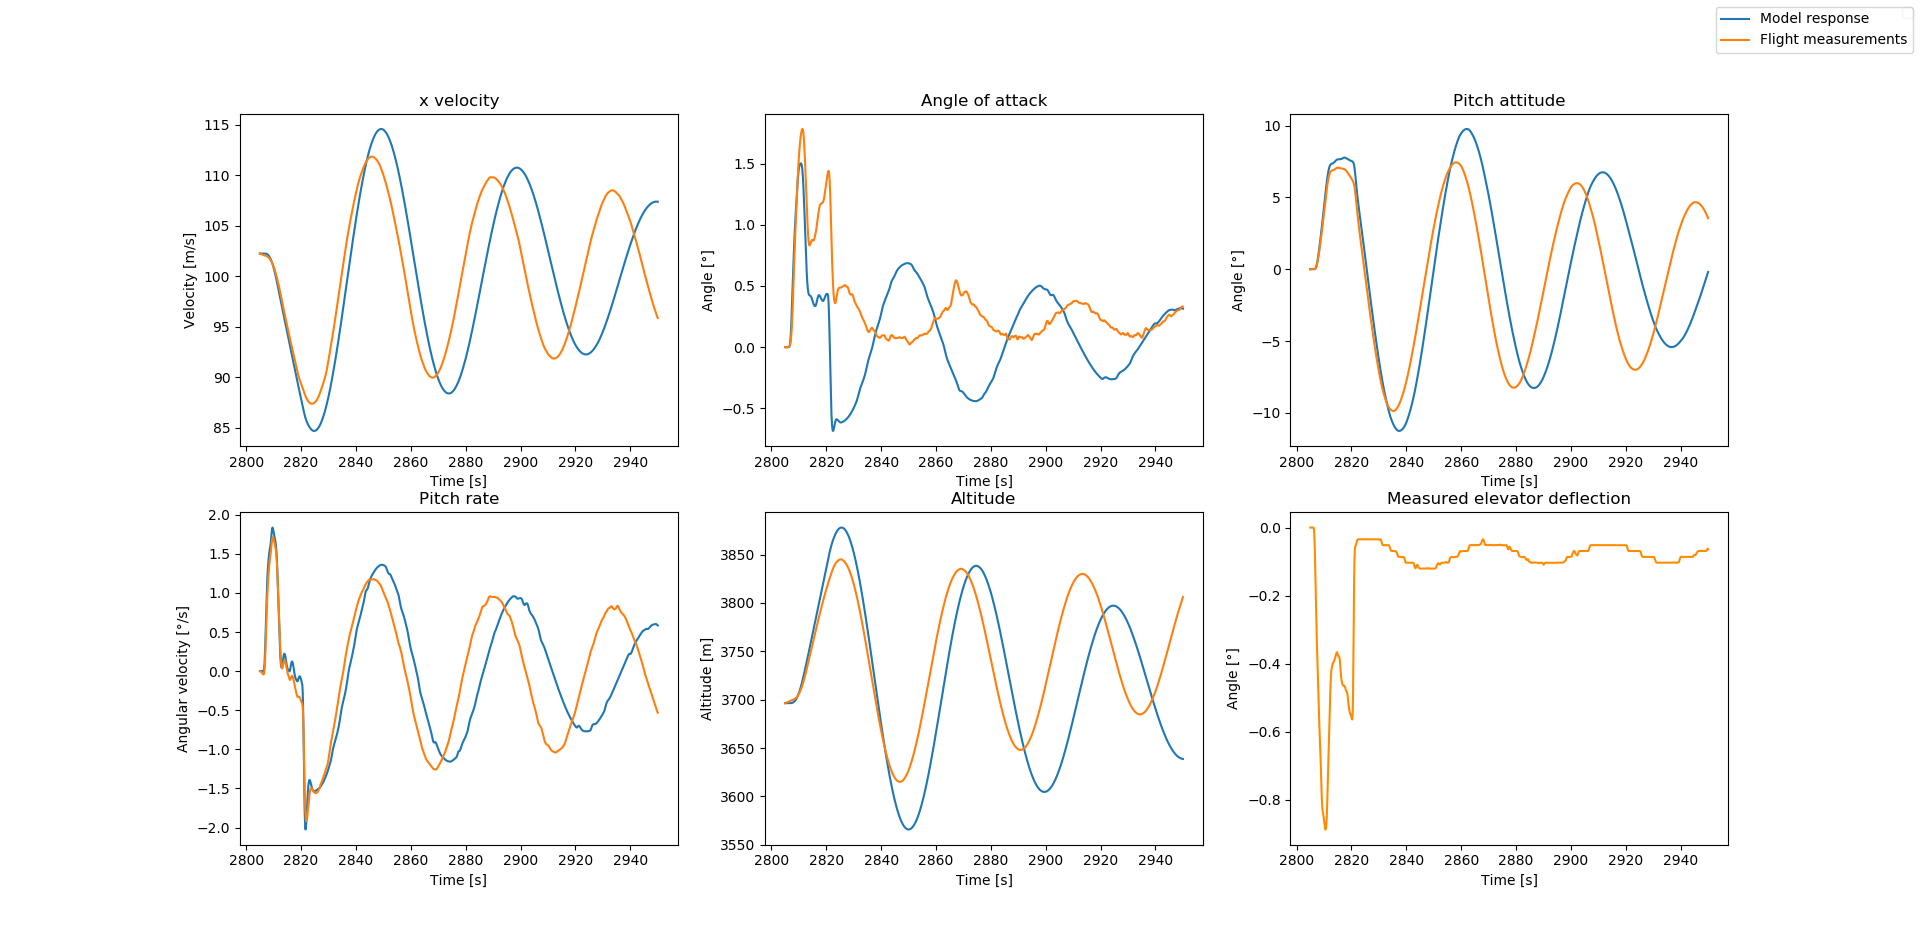 Model response
Flight measurements
x velocity
Velocity [m/s]
115
110
105
100
95
90
85
2800 2820 2840 2860 2880 2900 2920 2940
Time [s]
Angle of attack
Angle [°]
1.5
1.0
0.5
0.0
−0.5
2800 2820 2840 2860 2880 2900 2920 2940
Time [s]
Pitch attitude
Angle [°]
10
5
0
−5
−10
2800 2820 2840 2860 2880 2900 2920 2940
Time [s]
Pitch rate
Angular velocity [°/s]
2.0
1.5
1.0
0.5
0.0
−0.5
−1.0
−1.5
−2.0
2800 2820 2840 2860 2880 2900 2920 2940
Time [s]
Altitude
Altitude [m]
3850
3800
3750
3700
3650
3600
3550
2800 2820 2840 2860 2880 2900 2920 2940
Time [s]
Measured elevator deflection
Angle [°]
0.0
−0.2
−0.4
−0.6
−0.8
2800 2820 2840 2860 2880 2900 2920 2940
Time [s]